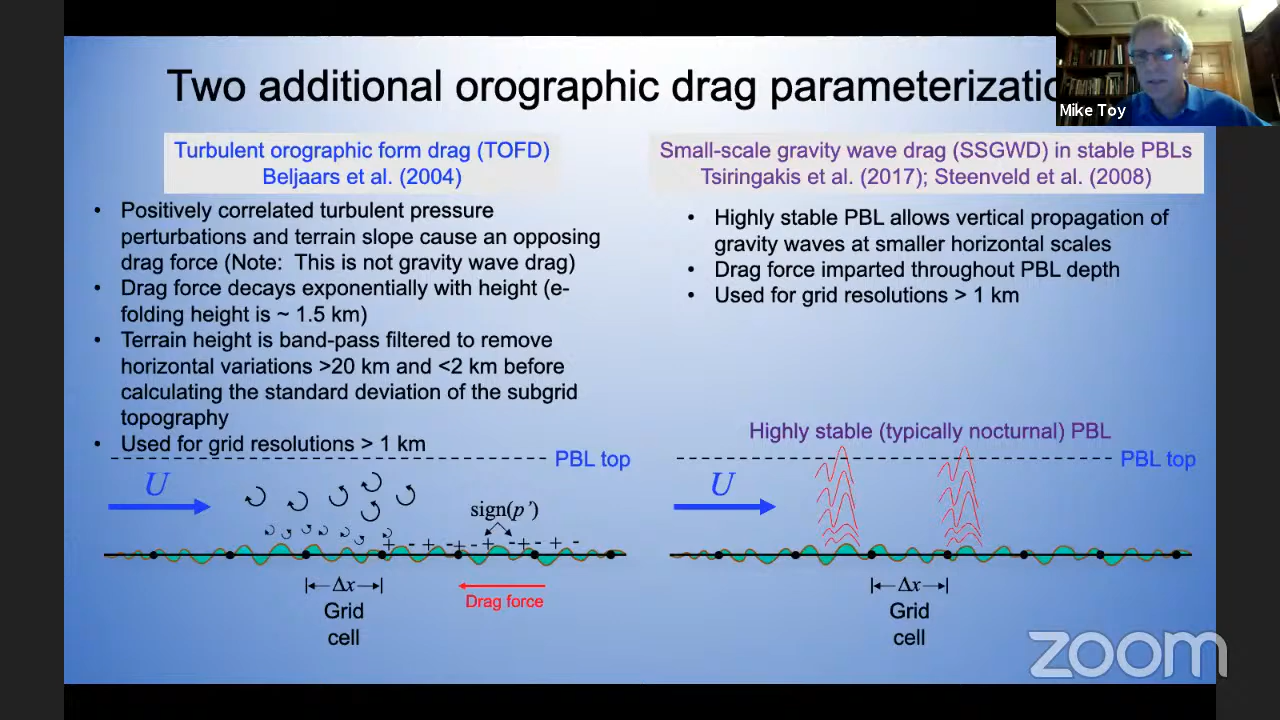 Two additional orographic drag
Mike Toy
Turbulent orographic form drag (TOFD)
Beljaars et al. (2004)
• Positively correlated turbulent pressure
perturbations and terrain slope cause an opposing
drag force (Note: This is not gravity wave drag)
• Drag force decays exponentially with height (e-
folding height is ~ 1.5 km)
• Terrain height is band-pass filtered to remove
horizontal variations >20 km and <2 km before
calculating the standard deviation of the subgrid
topography
• Used for grid resolutions > 1 km
PBL top
U
sign(p’)
+ - + - + - + - + - + -
Δx
Grid
cell
Drag force
Small-scale gravity wave drag (SSGWD) in stable PBLs
Tsiringakis et al. (2017); Steenveld et al. (2008)
• Highly stable PBL allows vertical propagation of
gravity waves at smaller horizontal scales
• Drag force imparted throughout PBL depth
• Used for grid resolutions > 1 km
Highly stable (typically nocturnal) PBL
PBL top
U
Δx
Grid
cell
zoom